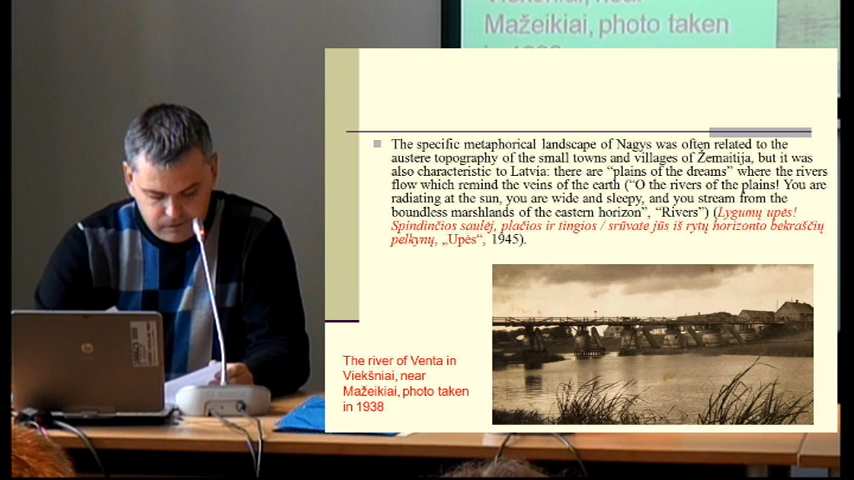 Mažeikiai, photo taken
The specific metaphorical landscape of Nagys was often related to the
austere topography of the small towns and villages of Žemaitija, but it was
also characteristic to Latvia: there are “plains of the dreams” where the rivers
flow which remind the veins of the earth (“O the rivers of the plains! You are
radiating at the sun, you are wide and sleepy, and you stream from the
boundless marshlands of the eastern horizon”, “Rivers”) (Lygumų upės!
Spindinčios saulėj, plačios ir tingios / srūvate jūs iš rytų horizonto bekraščių
pelkynų, „Upės“, 1945).
The river of Venta in
Viekšniai, near
Mažeikiai, photo taken
in 1938